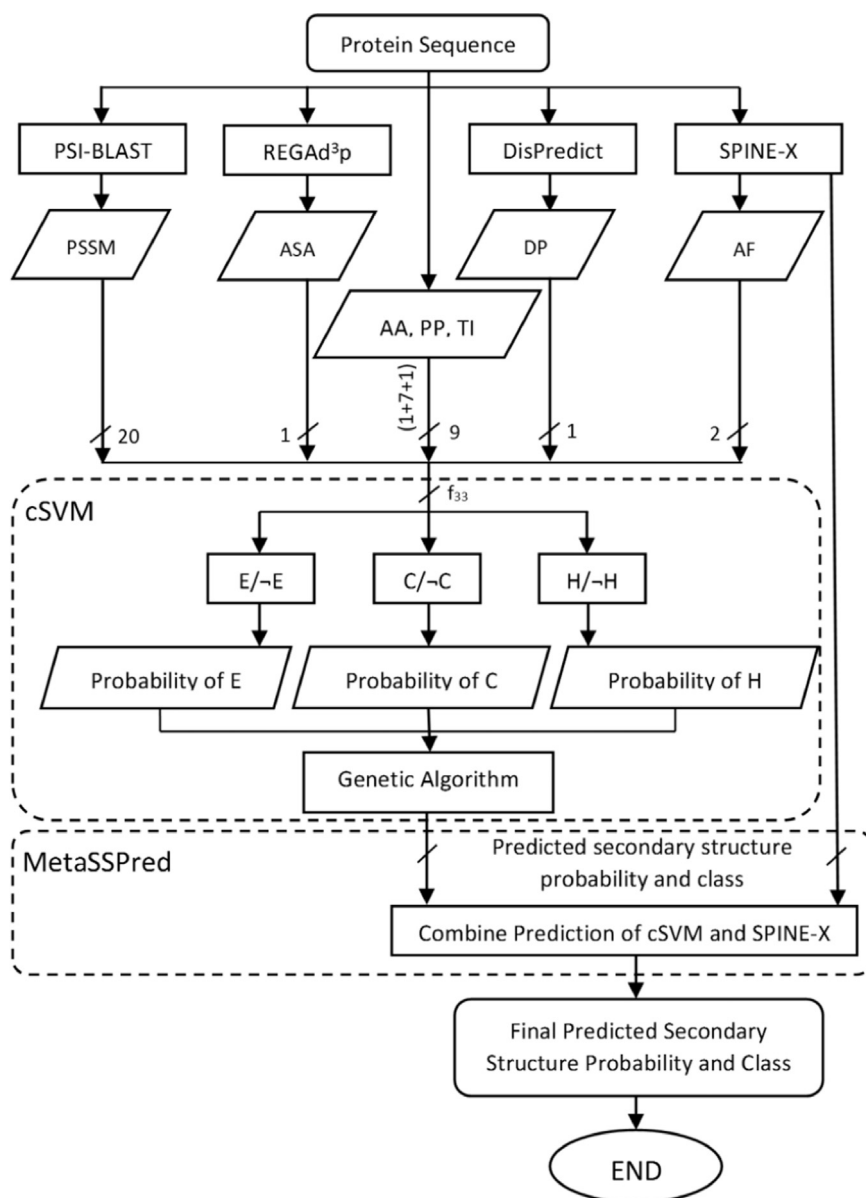 Protein Sequence
PSI-BLAST
REGAd³p
DisPredict
SPINE-X
PSSM
ASA
DP
AF
AA, PP, TI
(1+7+1)
20
1
9
1
2
f₃₃
cSVM
E/¬E
C/¬C
H/¬H
Probability of E
Probability of C
Probability of H
Genetic Algorithm
MetaSSPred
Predicted secondary structure
probability and class
Combine Prediction of cSVM and SPINE-X
Final Predicted Secondary
Structure Probability and Class
END